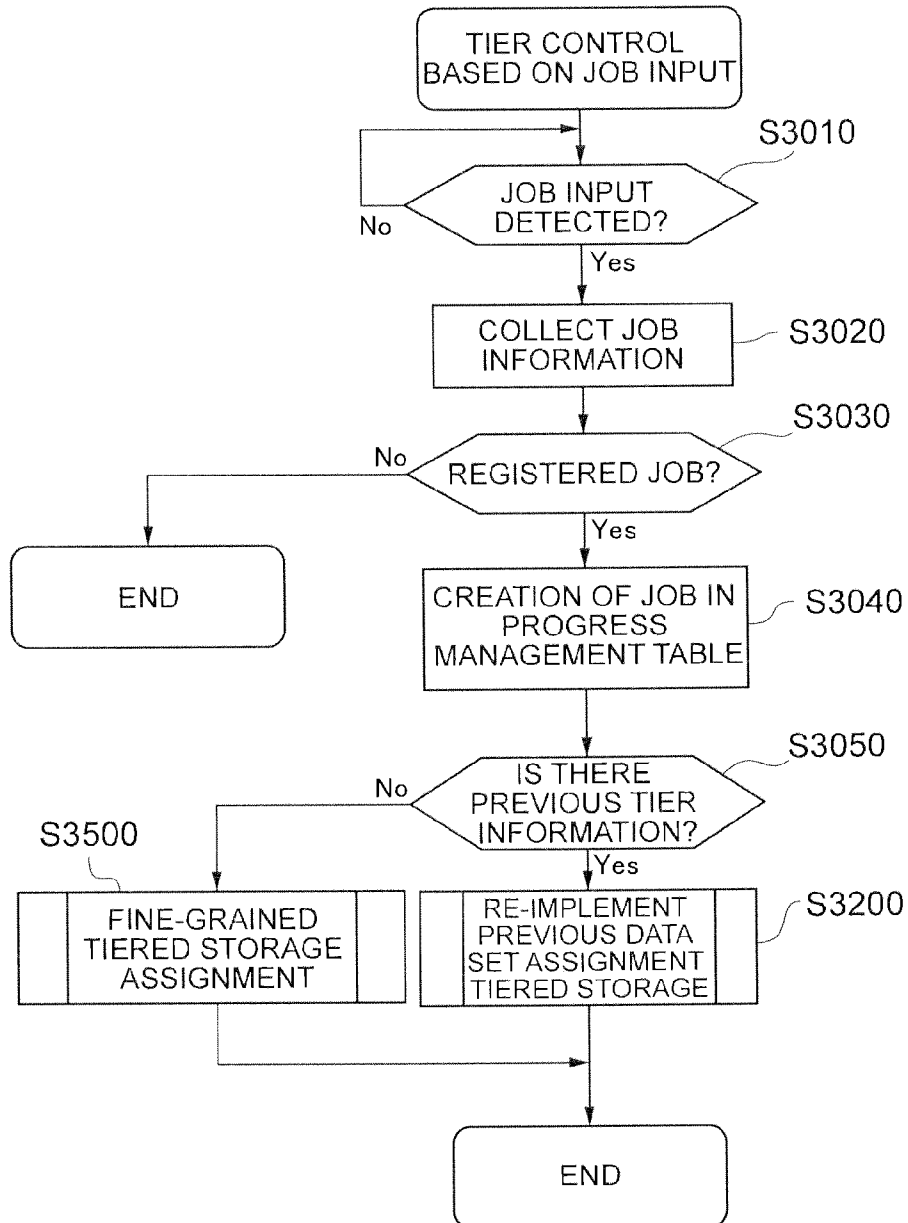 TIER CONTROL
BASED ON JOB INPUT
S3010
JOB INPUT
DETECTED?
No
Yes
COLLECT JOB
INFORMATION
S3020
S3030
No
REGISTERED JOB?
Yes
END
CREATION OF JOB IN
PROGRESS
MANAGEMENT TABLE
S3040
S3050
No
IS THERE
PREVIOUS TIER
INFORMATION?
Yes
S3500
FINE-GRAINED
TIERED STORAGE
ASSIGNMENT
RE-IMPLEMENT
PREVIOUS DATA
SET ASSIGNMENT
TIERED STORAGE
S3200
END